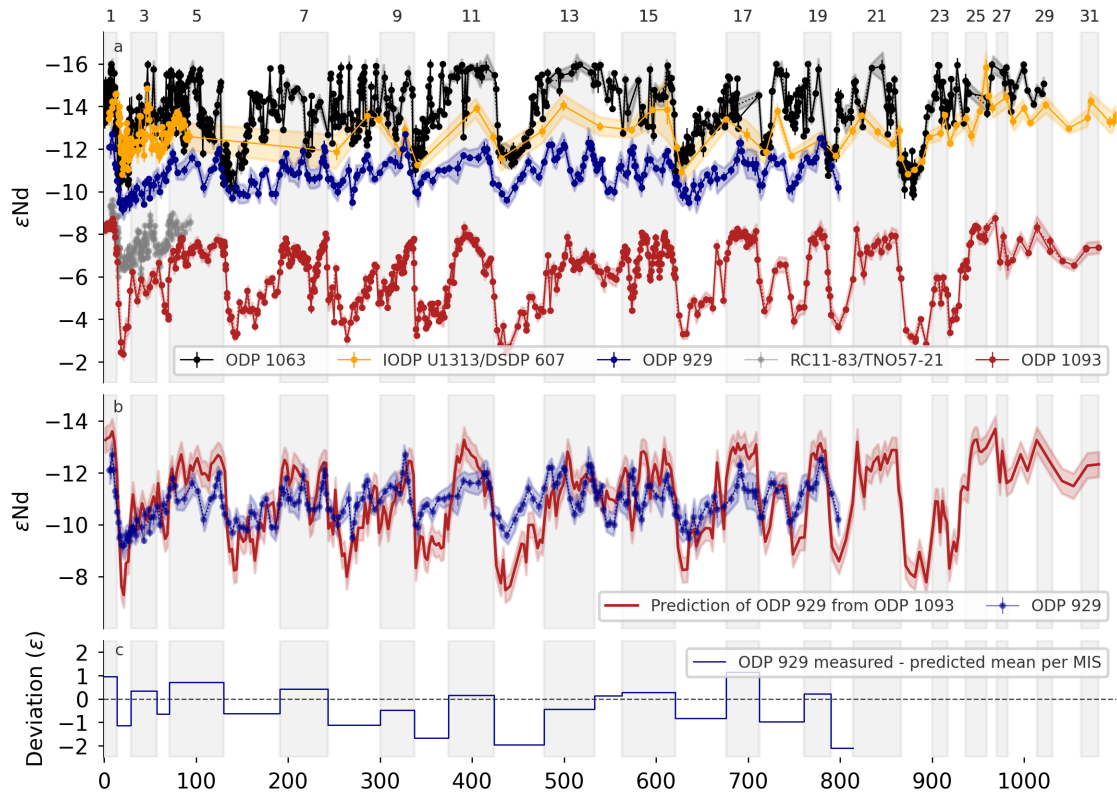 1 3 5 7 9 11 13 15 17 19 21 23 25 27 29 31
a
−16
−14
−12
−10
−8
−6
−4
−2
εNd
ODP 1063 IODP U1313/DSDP 607 ODP 929 RC11-83/TNO57-21 ODP 1093
b
−14
−12
−10
−8
εNd
Prediction of ODP 929 from ODP 1093 ODP 929
c
2
1
0
−1
−2
Deviation (ε)
ODP 929 measured - predicted mean per MIS
0 100 200 300 400 500 600 700 800 900 1000